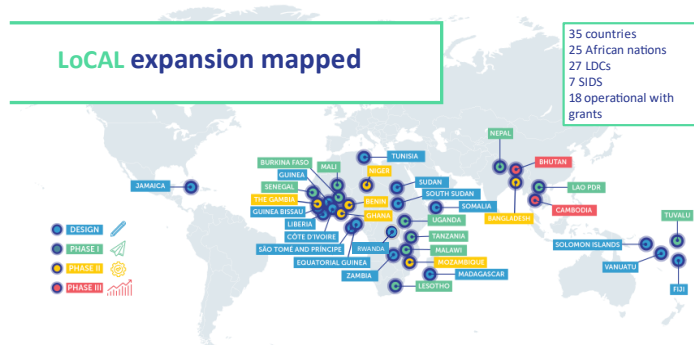 LoCAL expansion mapped
35 countries
25 African nations
27 LDCs
7 SIDS
18 operational with
grants
NEPAL
TUNISIA
BURKINA FASO
MALI
NIGER
BHUTAN
GUINEA
JAMAICA
SENEGAL
SUDAN
LAO PDR
THE GAMBIA
BENIN
SOUTH SUDAN
GUINEA BISSAU
GHANA
SOMALIA
CAMBODIA
LIBERIA
UGANDA
BANGLADESH
TUVALU
DESIGN
CÔTE D'IVOIRE
TANZANIA
SOLOMON ISLANDS
PHASE I
SÃO TOMÉ AND PRÍNCIPE
RWANDA
MALAWI
EQUATORIAL GUINEA
MOZAMBIQUE
VANUATU
PHASE II
ZAMBIA
MADAGASCAR
PHASE III
LESOTHO
FIJI